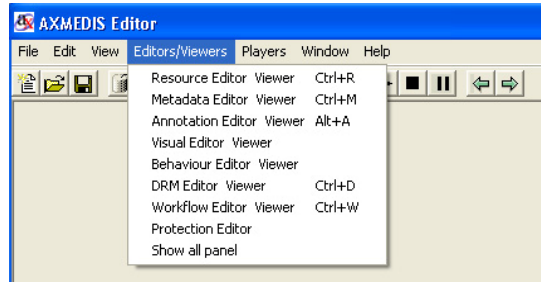 AXMEDIS Editor
File Edit View Editors/Viewers Players Window Help
Resource Editor Viewer Ctrl+R
Metadata Editor Viewer Ctrl+M
Annotation Editor Viewer Alt+A
Visual Editor Viewer
Behaviour Editor Viewer
DRM Editor Viewer Ctrl+D
Workflow Editor Viewer Ctrl+W
Protection Editor
Show all panel